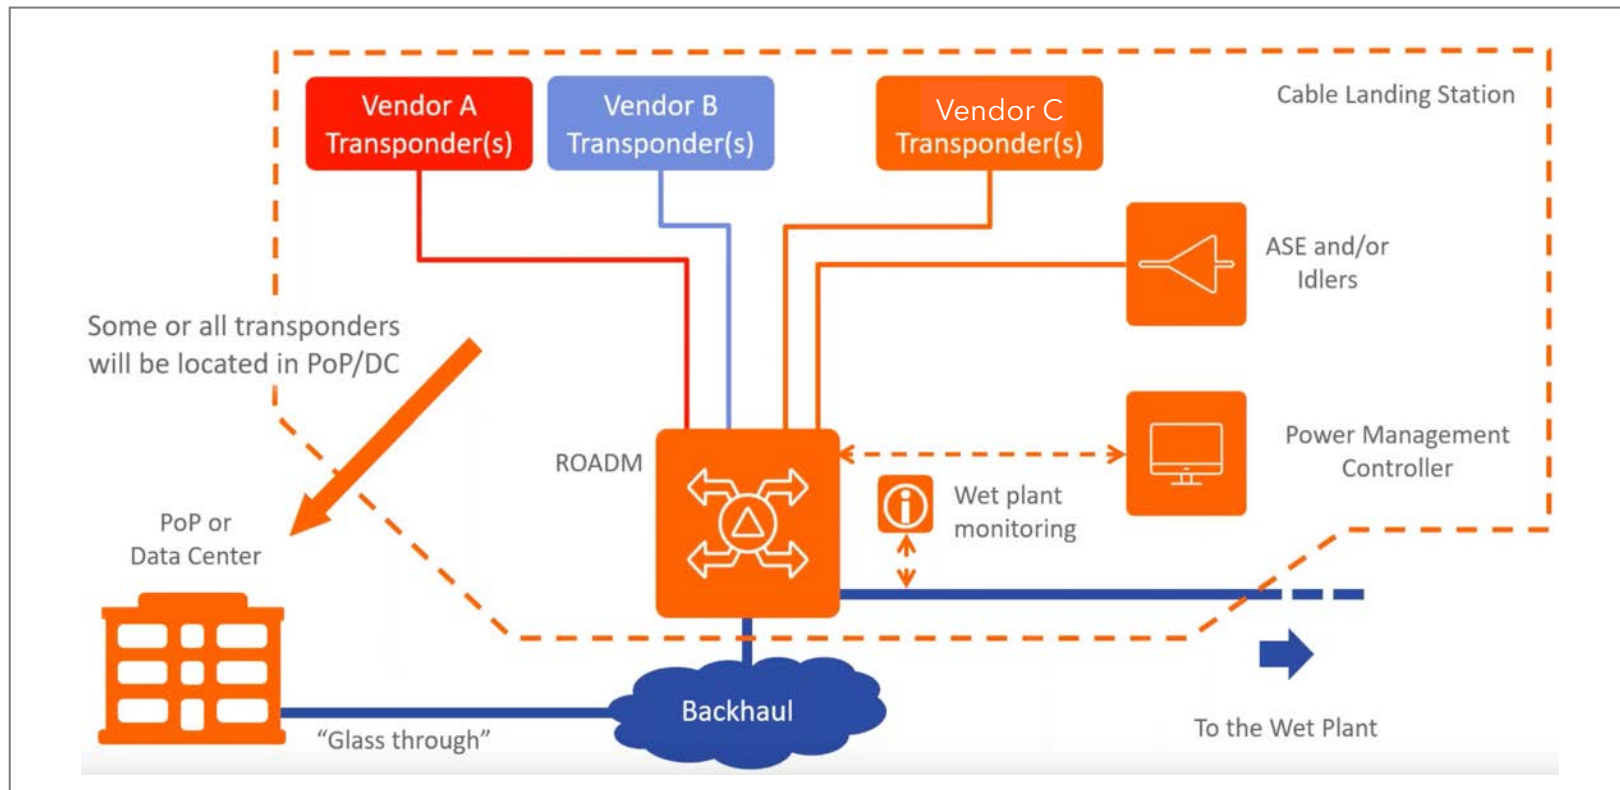 Vendor A
Transponder(s)
Vendor B
Transponder(s)
Vendor C
Transponder(s)
Cable Landing Station
ASE and/or
Idlers
Some or all transponders
will be located in PoP/DC
ROADM
Power Management
Controller
Wet plant
monitoring
PoP or
Data Center
Backhaul
"Glass through"
To the Wet Plant